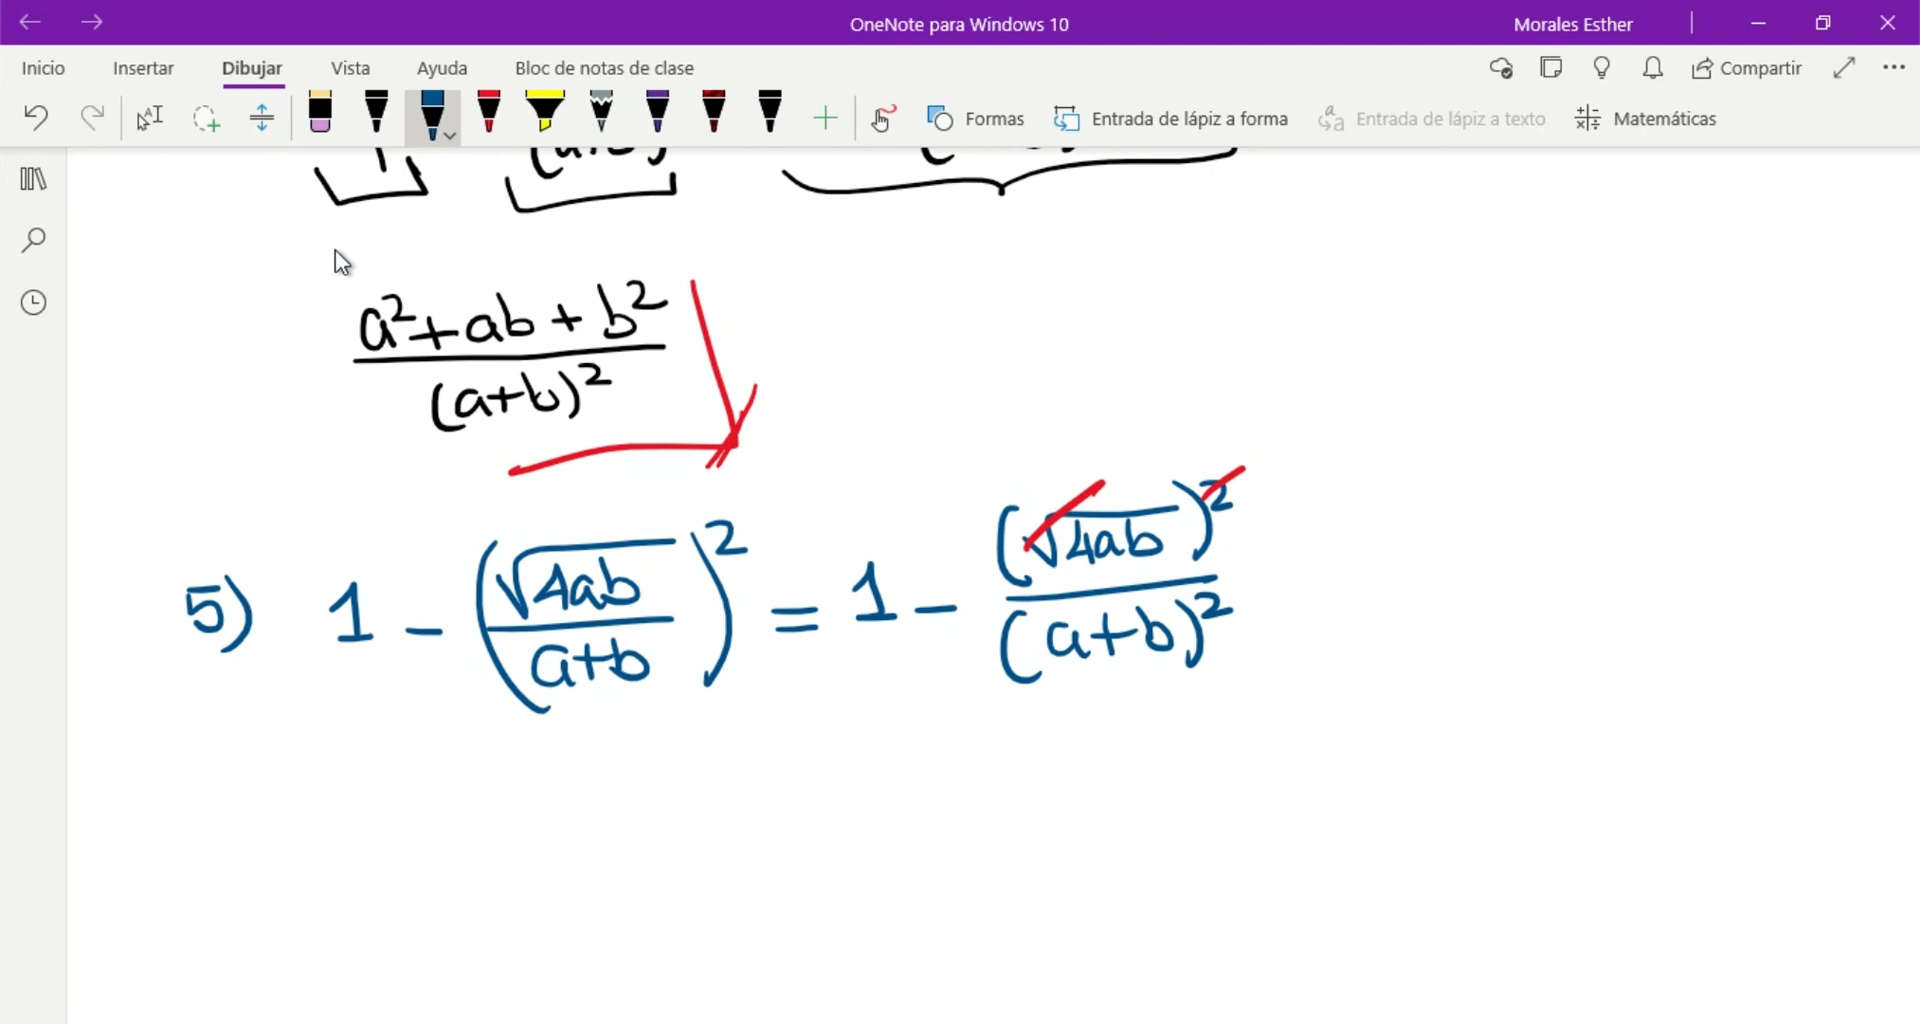 OneNote para Windows 10
Morales Esther
Inicio Insertar Dibujar Vista Ayuda Bloc de notas de clase
Compartir
Formas Entrada de lápiz a forma Entrada de lápiz a texto Matemáticas
a²+ab+b²
(a+b)²
5) 1 - (√4ab / a+b)² = 1 - (√4ab)² / (a+b)²